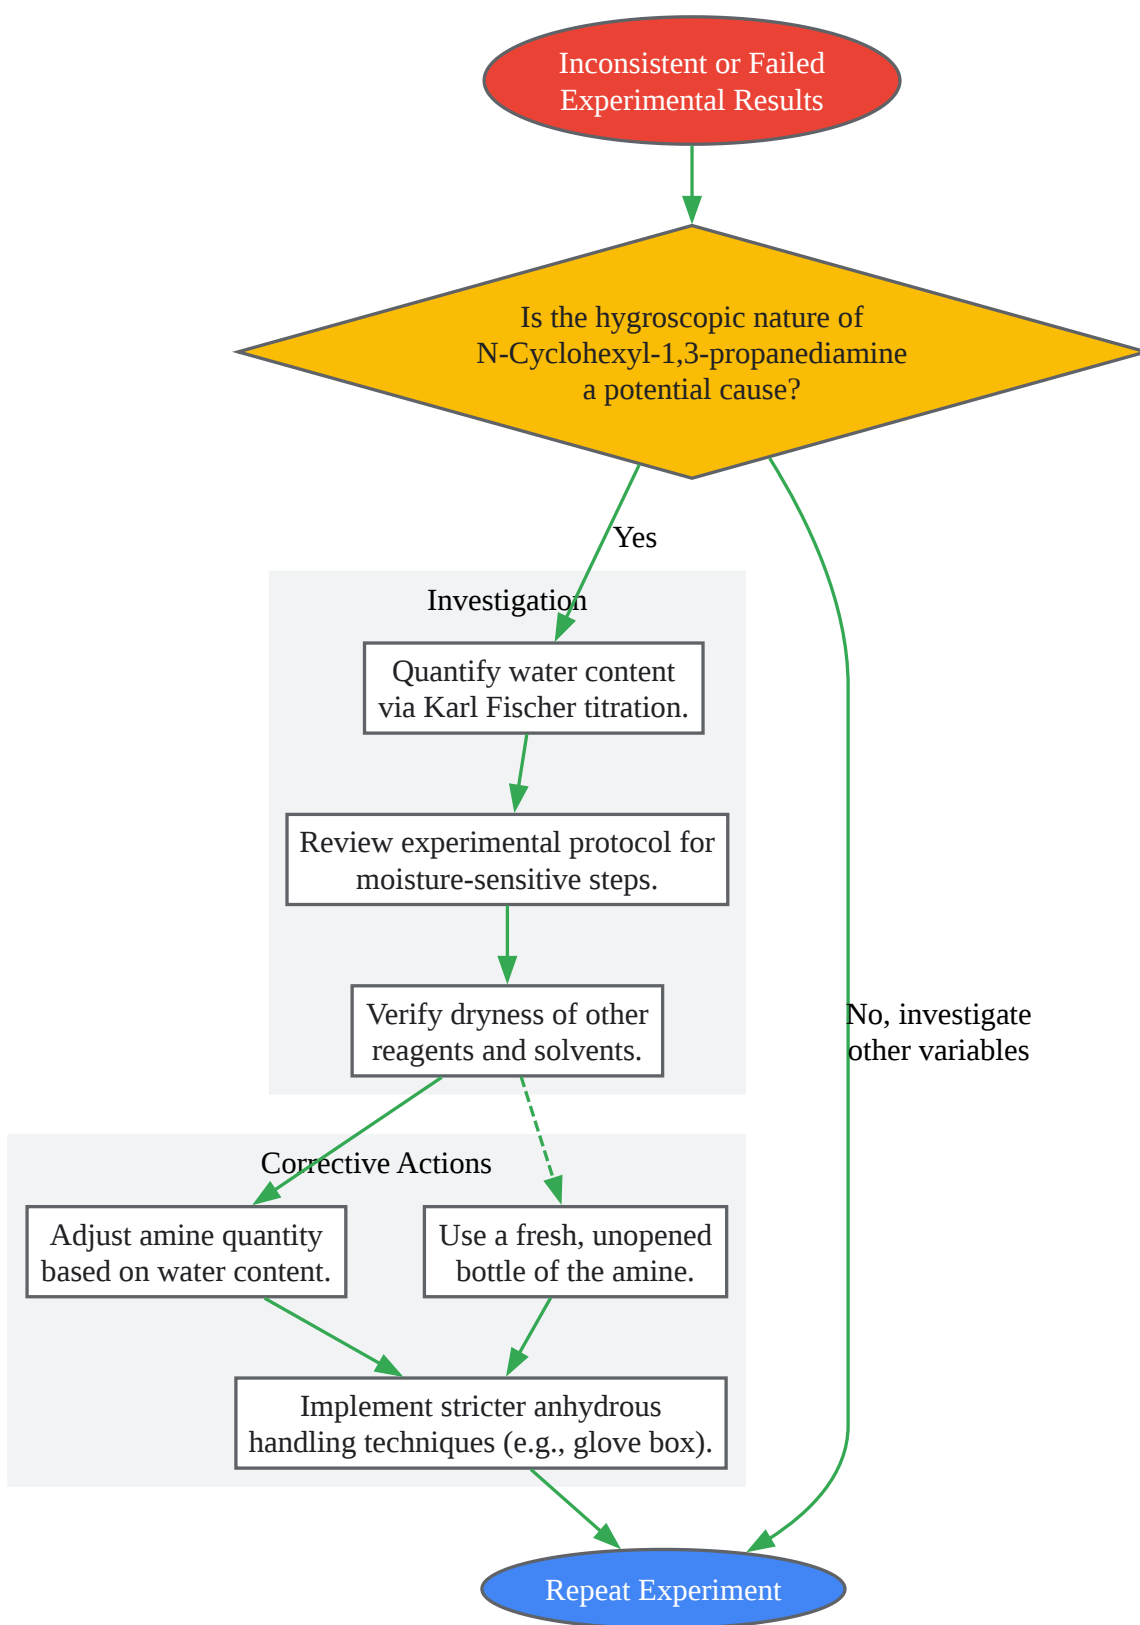 Inconsistent or Failed
Experimental Results
Is the hygroscopic nature of
N-Cyclohexyl-1,3-propanediamine
a potential cause?
Yes
Investigation
Quantify water content
via Karl Fischer titration.
Review experimental protocol for
moisture-sensitive steps.
Verify dryness of other
reagents and solvents.
No, investigate
other variables
Corrective Actions
Adjust amine quantity
based on water content.
Use a fresh, unopened
bottle of the amine.
Implement stricter anhydrous
handling techniques (e.g., glove box).
Repeat Experiment